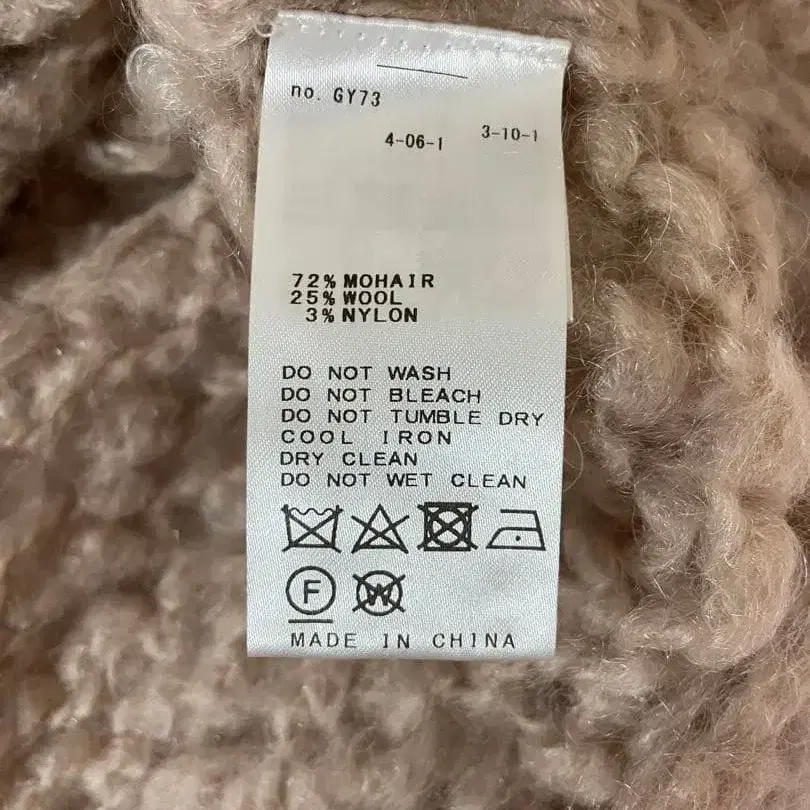 no. GY73
4-06-1 3-10-1
72% MOHAIR
25% WOOL
3% NYLON
DO NOT WASH
DO NOT BLEACH
DO NOT TUMBLE DRY
COOL IRON
DRY CLEAN
DO NOT WET CLEAN
F W
MADE IN CHINA